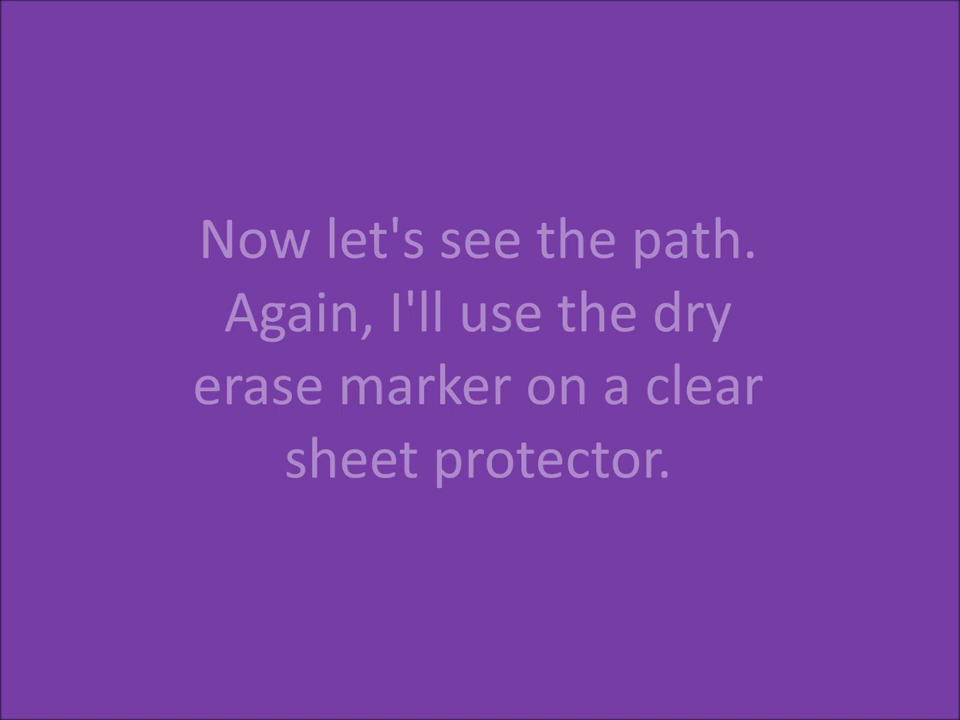 Now let's see the path.
Again, I'll use the dry
erase marker on a clear
sheet protector.